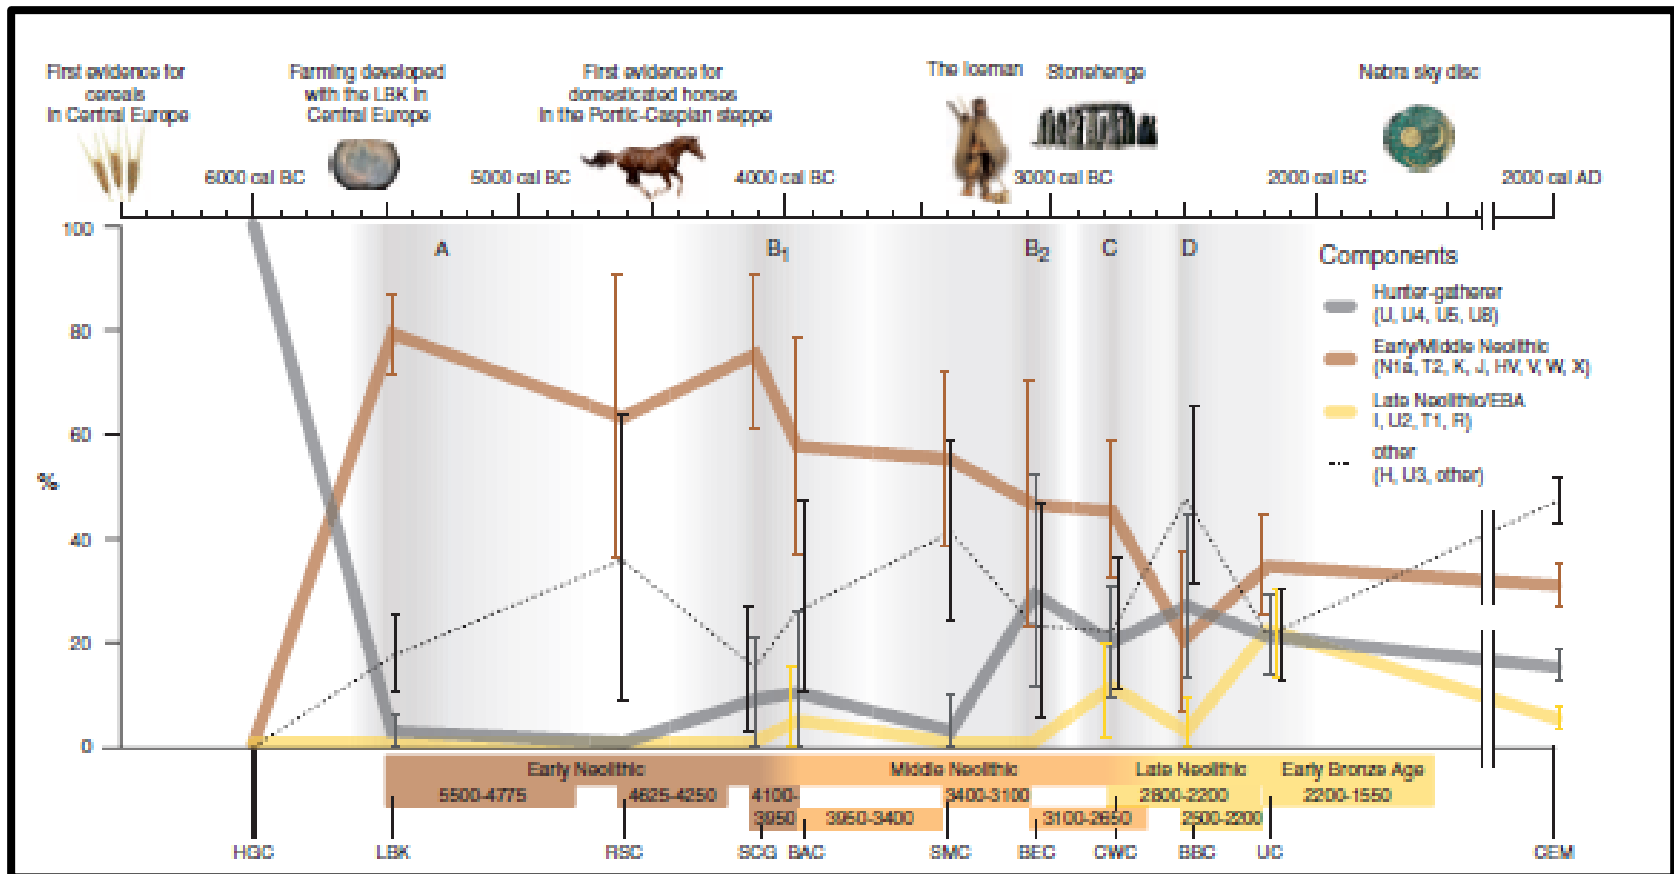 First evidence for
cereals
in Central Europe
Farming developed
with the LBK in
Central Europe
First evidence for
domesticated horses
in the Pontic-Caspian steppe
The Iceman
Stonehenge
Nebra sky disc
6000 cal BC
5000 cal BC
4000 cal BC
3000 cal BC
2000 cal BC
2000 cal AD
A
B1
B2
C
D
100
80
60
40
20
0
%
Components
Hunter-gatherer
(U, U4, U5, U8)
Early/Middle Neolithic
(N1a, T2, K, J, HV, V, W, X)
Late Neolithic/EBA
I, U2, T1, R)
other
(H, U3, other)
Early Neolithic
Middle Neolithic
Late Neolithic
Early Bronze Age
5500-4775
4625-4250
4100-
3950
3400-3100
2800-2200
2200-1550
3950-3400
3100-2650
2500-2200
HGC
LBK
RSC
SCG
BAC
SMC
BEC
CWC
BBC
UC
CEM